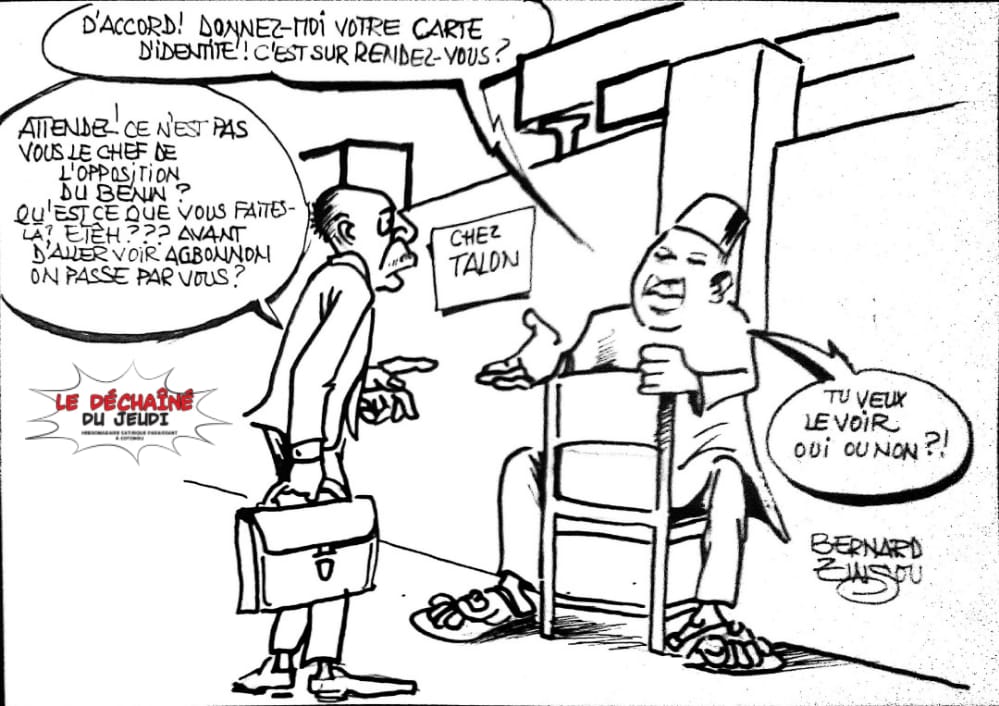 D'ACCORD! DONNEZ-MOI VOTRE CARTE
D'IDENTITE! C'EST SUR RENDEZ-VOUS?
ATTENDEZ! CE N'EST PAS
VOUS LE CHEF DE
L'OPPOSITION
DU BENIN?
QU'EST CE QUE VOUS FAITES-
LÀ? ETÈH??? AVANT
D'ALLER VOIR AGBONNON
ON PASSE PAR VOUS?
CHEZ
TALON
TU VEUX
LE VOIR
OUI OU NON?!
LE DÉCHAÎNÉ
DU JEUDI
HEBDOMADAIRE SATIRIQUE PARAISSANT
À COTONOU
BERNARD
ZINSOU